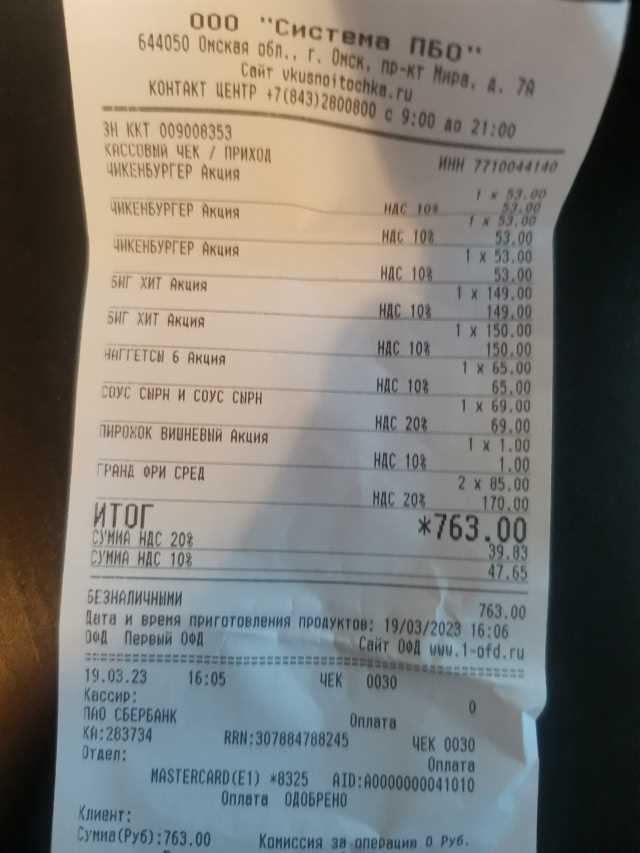 ООО "Система ПБО"
644050 Омская обл., г. Омск, пр-кт Мира, д. 7А
Сайт vkusnoitochka.ru
КОНТАКТ ЦЕНТР +7(843)2800800 с 9:00 до 21:00
ЗН ККТ 009008353
КАССОВЫЙ ЧЕК / ПРИХОД ИНН 7710044140
ЧИКЕНБУРГЕР Акция
1 x 53.00
НДС 10% 53.00
ЧИКЕНБУРГЕР Акция
1 x 53.00
НДС 10% 53.00
ЧИКЕНБУРГЕР Акция
1 x 53.00
НДС 10% 53.00
БИГ ХИТ Акция
1 x 149.00
НДС 10% 149.00
БИГ ХИТ Акция
1 x 150.00
НДС 10% 150.00
НАГГЕТСЫ 6 Акция
1 x 65.00
НДС 10% 65.00
СОУС СЫРН И СОУС СЫРН
1 x 69.00
НДС 20% 69.00
ПИРОЖОК ВИШНЕВЫЙ Акция
1 x 1.00
НДС 10% 1.00
ГРАНД ФРИ СРЕД
2 x 85.00
НДС 20% 170.00
ИТОГ *763.00
СУММА НДС 20% 39.83
СУММА НДС 10% 47.65
БЕЗНАЛИЧНЫМИ 763.00
Дата и время приготовления продуктов: 19/03/2023 16:06
ОФД Первый ОФД Сайт ОФД www.1-ofd.ru
19.03.23 16:05 ЧЕК 0030
Кассир: 0
ПАО СБЕРБАНК Оплата
КА:283734 RRN:307884788245 ЧЕК 0030
Отдел: Оплата
MASTERCARD(E1) *8325 AID:A0000000041010
Оплата ОДОБРЕНО
Клиент:
Сумма(Руб):763.00 Комиссия за операцию 0 Руб.